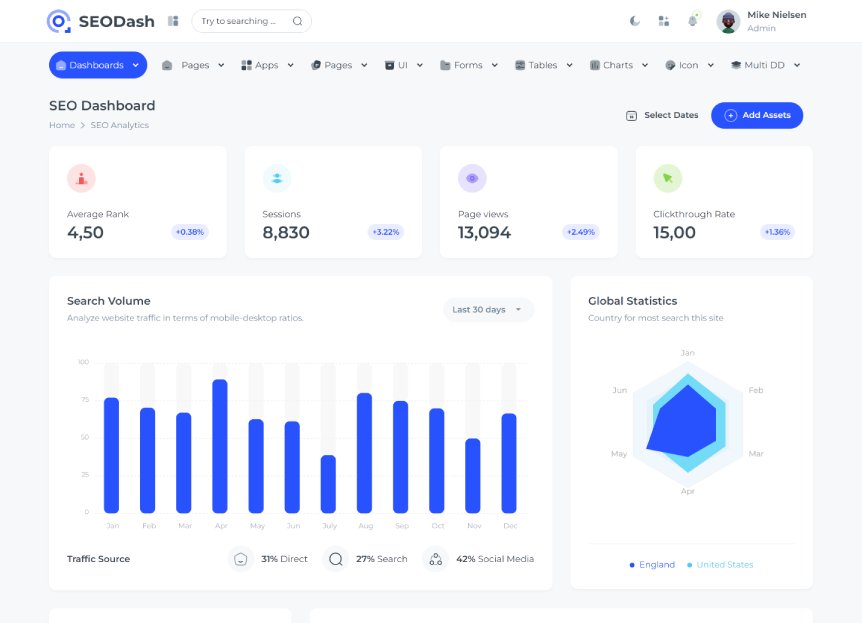 SEODash
Try to searching ...
Mike Nielsen
Admin
Dashboards Pages Apps Pages UI Forms Tables Charts Icon Multi DD
SEO Dashboard
Home > SEO Analytics
Select Dates
Add Assets
Average Rank
4,50
+0.38%
Sessions
8,830
+3.22%
Page views
13,094
+2.49%
Clickthrough Rate
15,00
+1.36%
Search Volume
Analyze website traffic in terms of mobile-desktop ratios.
Last 30 days
100
75
50
25
0
Jan Feb Mar Apr May Jun July Aug Sep Oct Nov Dec
Traffic Source
31% Direct
27% Search
42% Social Media
Global Statistics
Country for most search this site
Jan
Feb
Mar
Apr
May
Jun
England
United States